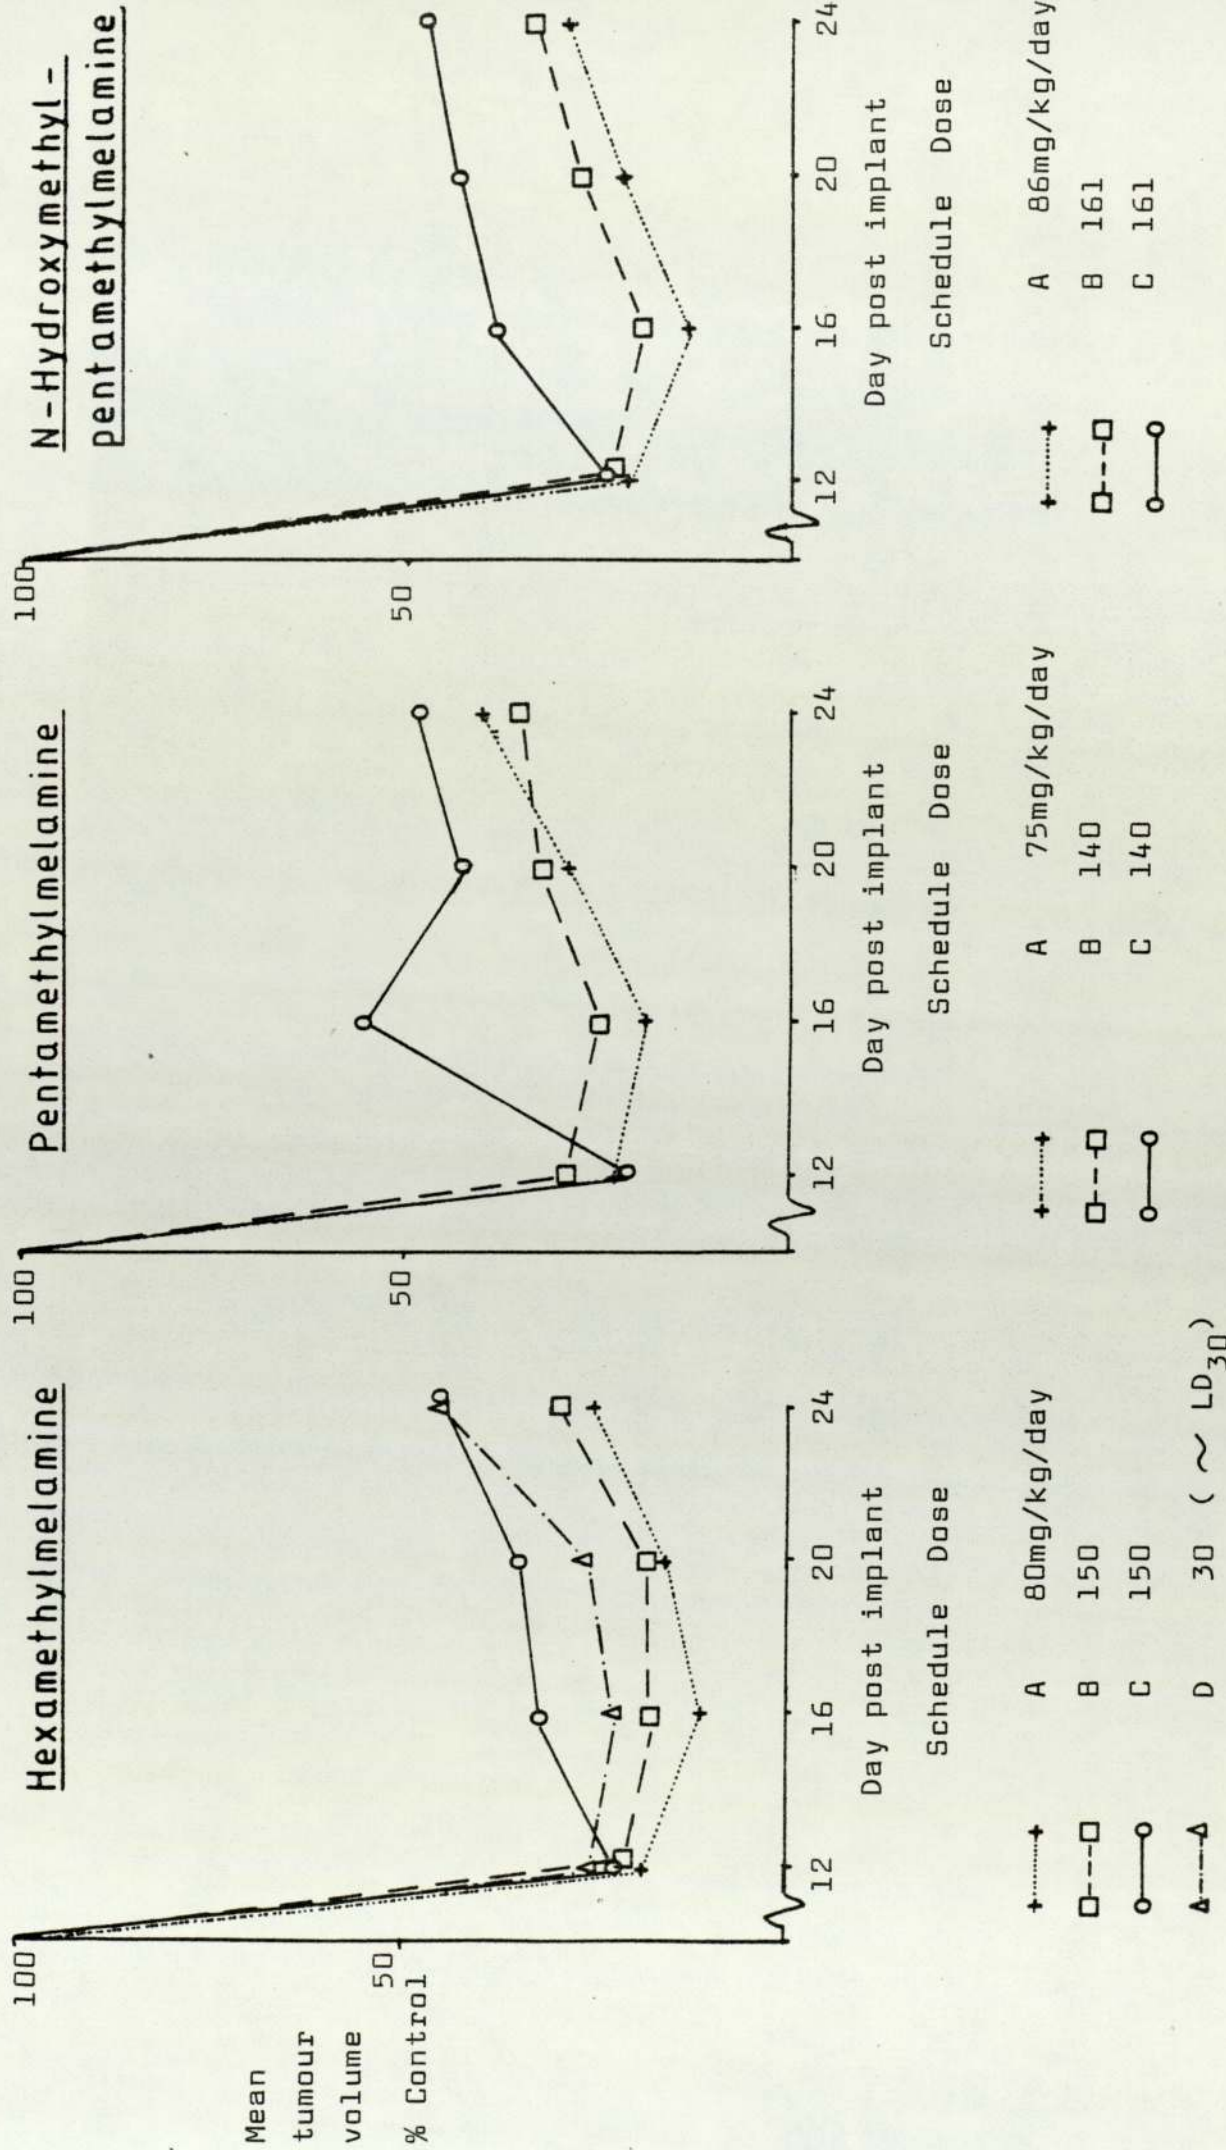 Hexamethylmelamine
100
50
Mean
tumour
volume
% Control
12 16 20 24
Day post implant
Schedule Dose
A 80mg/kg/day
B 150
C 150
D 30 ( ~ LD30 )
Pentamethylmelamine
100
50
12 16 20 24
Day post implant
Schedule Dose
A 75mg/kg/day
B 140
C 140
N-Hydroxymethyl-
pentamethylmelamine
100
50
12 16 20 24
Day post implant
Schedule Dose
A 86mg/kg/day
B 161
C 161